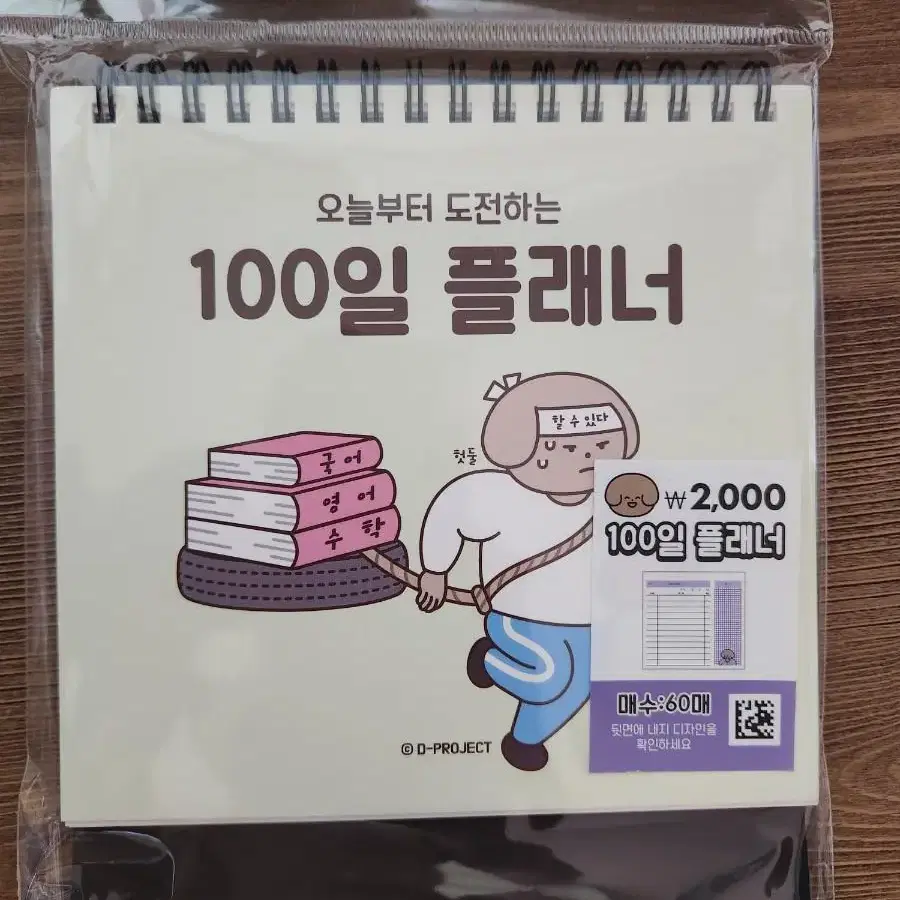 오늘부터 도전하는
100일 플래너
할 수 있다
헛둘
국어
영어
수학
₩2,000
100일 플래너
매수:60매
뒷면에 내지 디자인을
확인하세요
© D-PROJECT